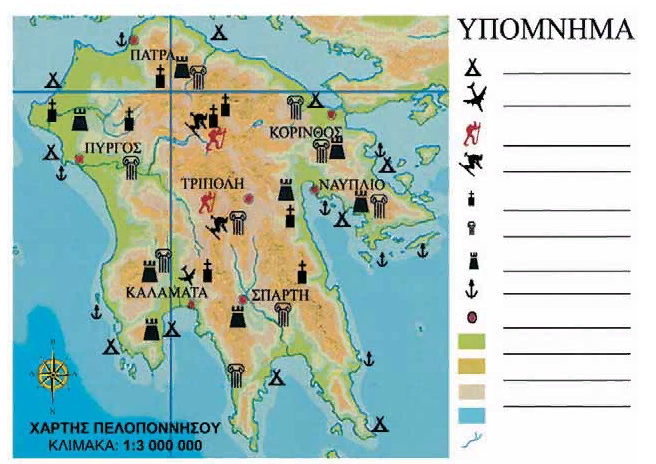 ΥΠΟΜΝΗΜΑ
ΠΑΤΡΑ
ΚΟΡΙΝΘΟΣ
ΠΥΡΓΟΣ
ΤΡΙΠΟΛΗ
ΝΑΥΠΛΙΟ
ΚΑΛΑΜΑΤΑ
ΣΠΑΡΤΗ
ΧΑΡΤΗΣ ΠΕΛΟΠΟΝΝΗΣΟΥ
ΚΛΙΜΑΚΑ: 1:3 000 000